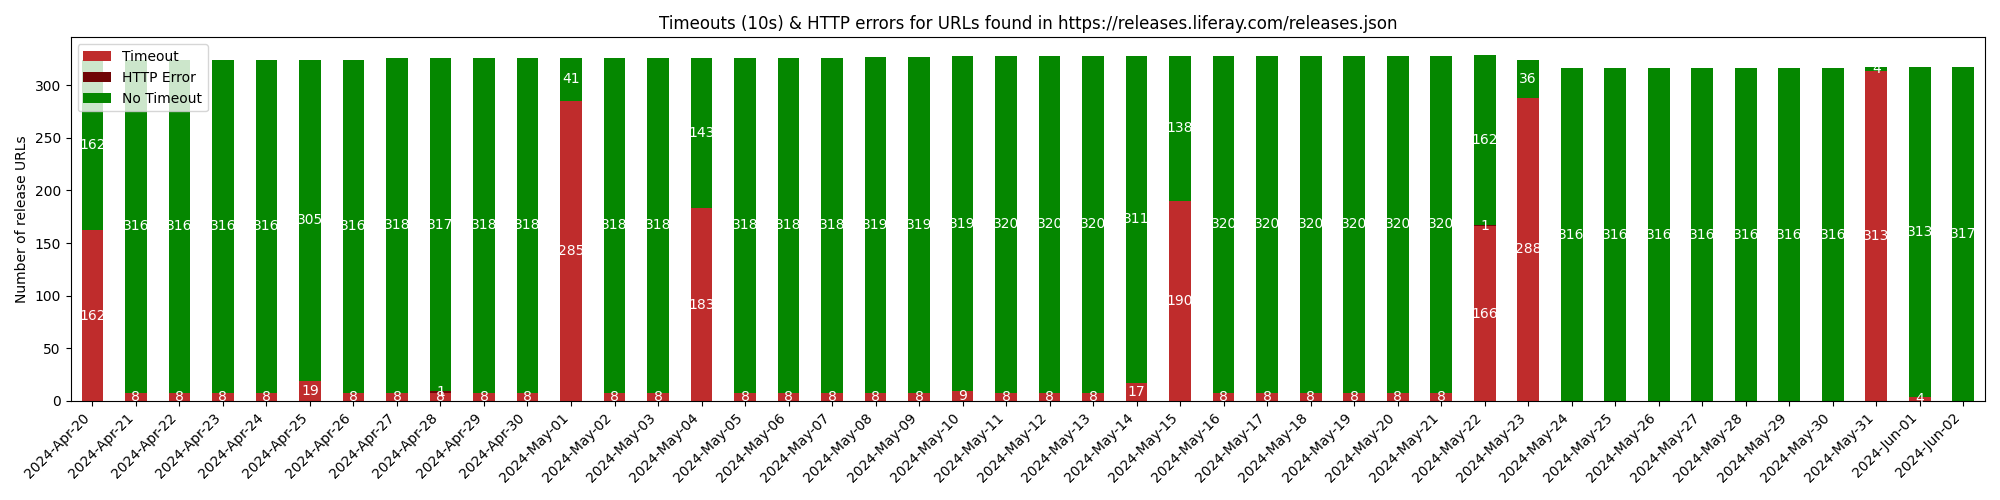 Timeouts (10s) & HTTP errors for URLs found in https://releases.liferay.com/releases.json
Timeout
HTTP Error
No Timeout
Number of release URLs
300
250
200
150
100
50
0
162 8 8 8 8 19 8 8 8 8 8 285 8 8 183 8 8 8 8 8 9 8 8 8 17 190 8 8 8 8 8 8 166 288 313 4
1 1
162 316 316 316 316 305 316 318 317 318 318 41 318 318 143 318 318 318 319 319 319 320 320 320 311 138 320 320 320 320 320 320 162 36 316 316 316 316 316 316 316 4 313 317
2024-Apr-20
2024-Apr-21
2024-Apr-22
2024-Apr-23
2024-Apr-24
2024-Apr-25
2024-Apr-26
2024-Apr-27
2024-Apr-28
2024-Apr-29
2024-Apr-30
2024-May-01
2024-May-02
2024-May-03
2024-May-04
2024-May-05
2024-May-06
2024-May-07
2024-May-08
2024-May-09
2024-May-10
2024-May-11
2024-May-12
2024-May-13
2024-May-14
2024-May-15
2024-May-16
2024-May-17
2024-May-18
2024-May-19
2024-May-20
2024-May-21
2024-May-22
2024-May-23
2024-May-24
2024-May-25
2024-May-26
2024-May-27
2024-May-28
2024-May-29
2024-May-30
2024-May-31
2024-Jun-01
2024-Jun-02